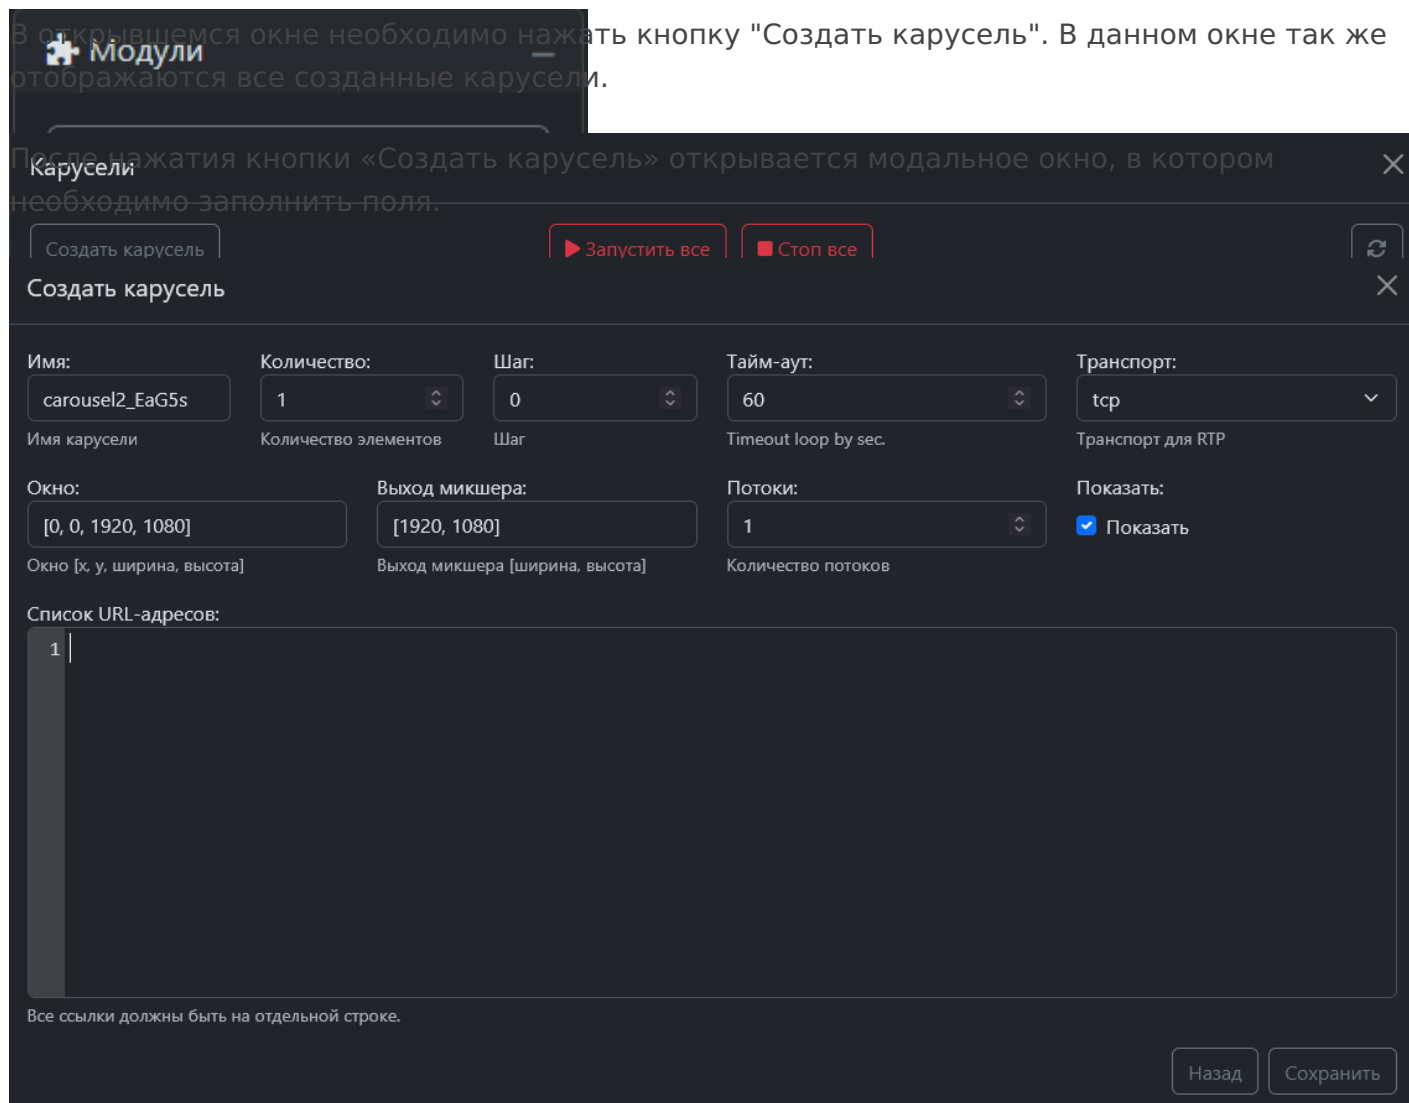 В открывшемся окне необходимо нажать кнопку "Создать карусель". В данном окне так же
Модули
отображаются все созданные карусели.
После нажатия кнопки «Создать карусель» открывается модальное окно, в котором
Карусели
необходимо заполнить поля.
Создать карусель Запустить все Стоп все
Создать карусель
Имя: Количество: Шаг: Тайм-аут: Транспорт:
carousel2_EaG5s 1 0 60 tcp
Имя карусели Количество элементов Шаг Timeout loop by sec. Транспорт для RTP
Окно: Выход микшера: Потоки: Показать:
[0, 0, 1920, 1080] [1920, 1080] 1 Показать
Окно [x, y, ширина, высота] Выход микшера [ширина, высота] Количество потоков
Список URL-адресов:
1
Все ссылки должны быть на отдельной строке.
Назад Сохранить